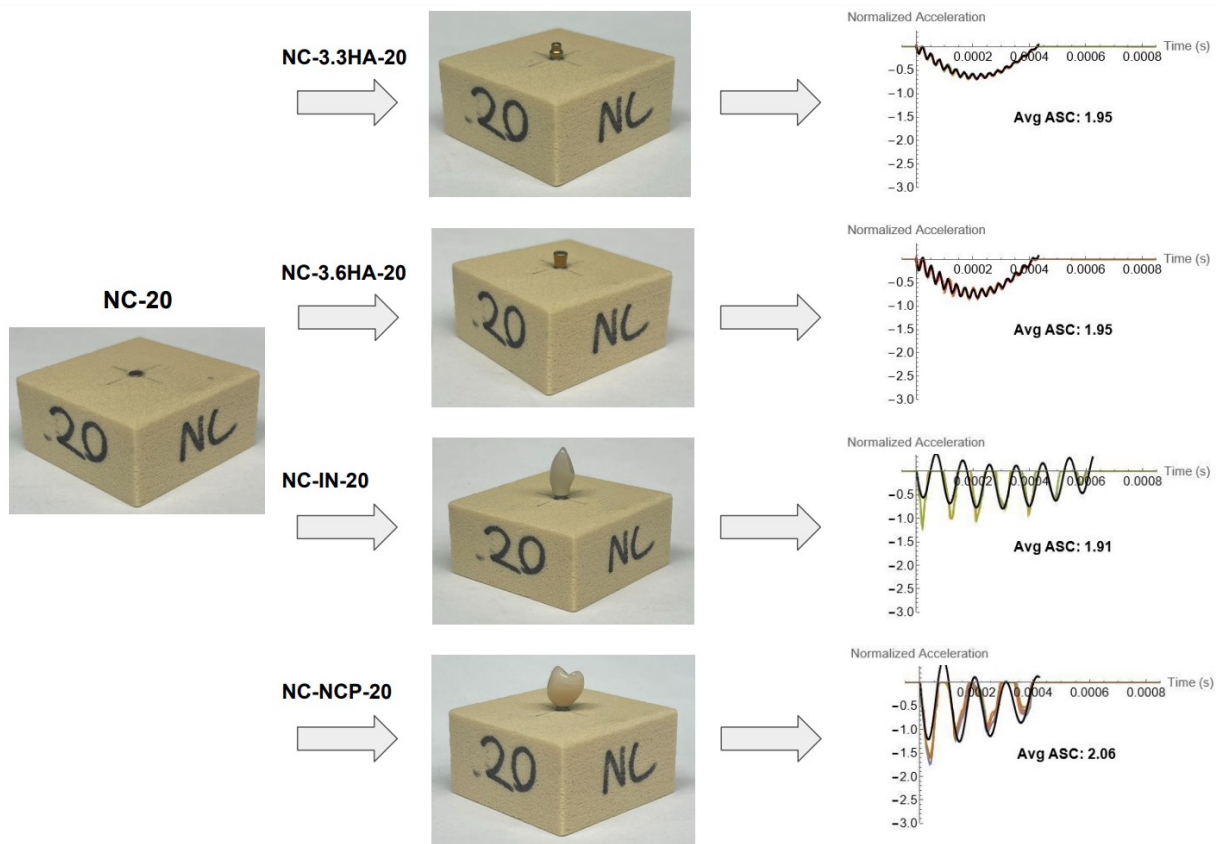 NC-3.3HA-20
.20 NC
Normalized Acceleration
Time (s)
0.0002 0.0004 0.0006 0.0008
−0.5
−1.0
−1.5
−2.0
−2.5
−3.0
Avg ASC: 1.95
NC-3.6HA-20
.20 NC
Normalized Acceleration
Time (s)
0.0002 0.0004 0.0006 0.0008
−0.5
−1.0
−1.5
−2.0
−2.5
−3.0
Avg ASC: 1.95
NC-20
.20 NC
NC-IN-20
.20 NC
Normalized Acceleration
Time (s)
0.0002 0.0004 0.0006 0.0008
−0.5
−1.0
−1.5
−2.0
−2.5
−3.0
Avg ASC: 1.91
NC-NCP-20
.20 NC
Normalized Acceleration
Time (s)
0.0002 0.0004 0.0006 0.0008
−0.5
−1.0
−1.5
−2.0
−2.5
−3.0
Avg ASC: 2.06